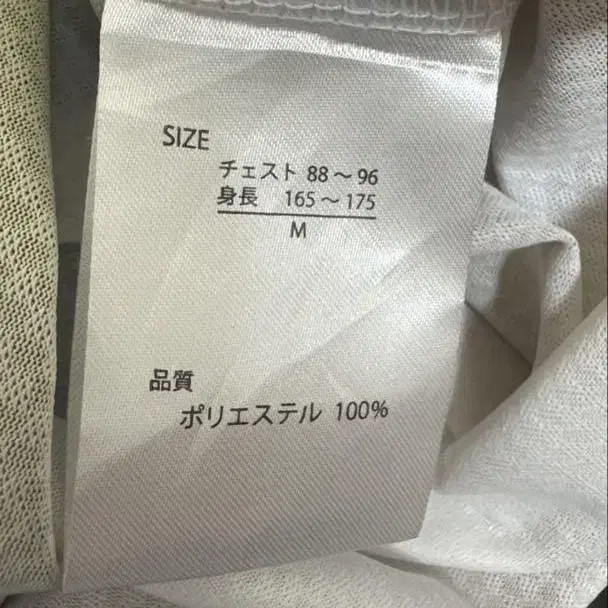 SIZE
チェスト 88～96
身長 165～175
M
品質
ポリエステル 100%